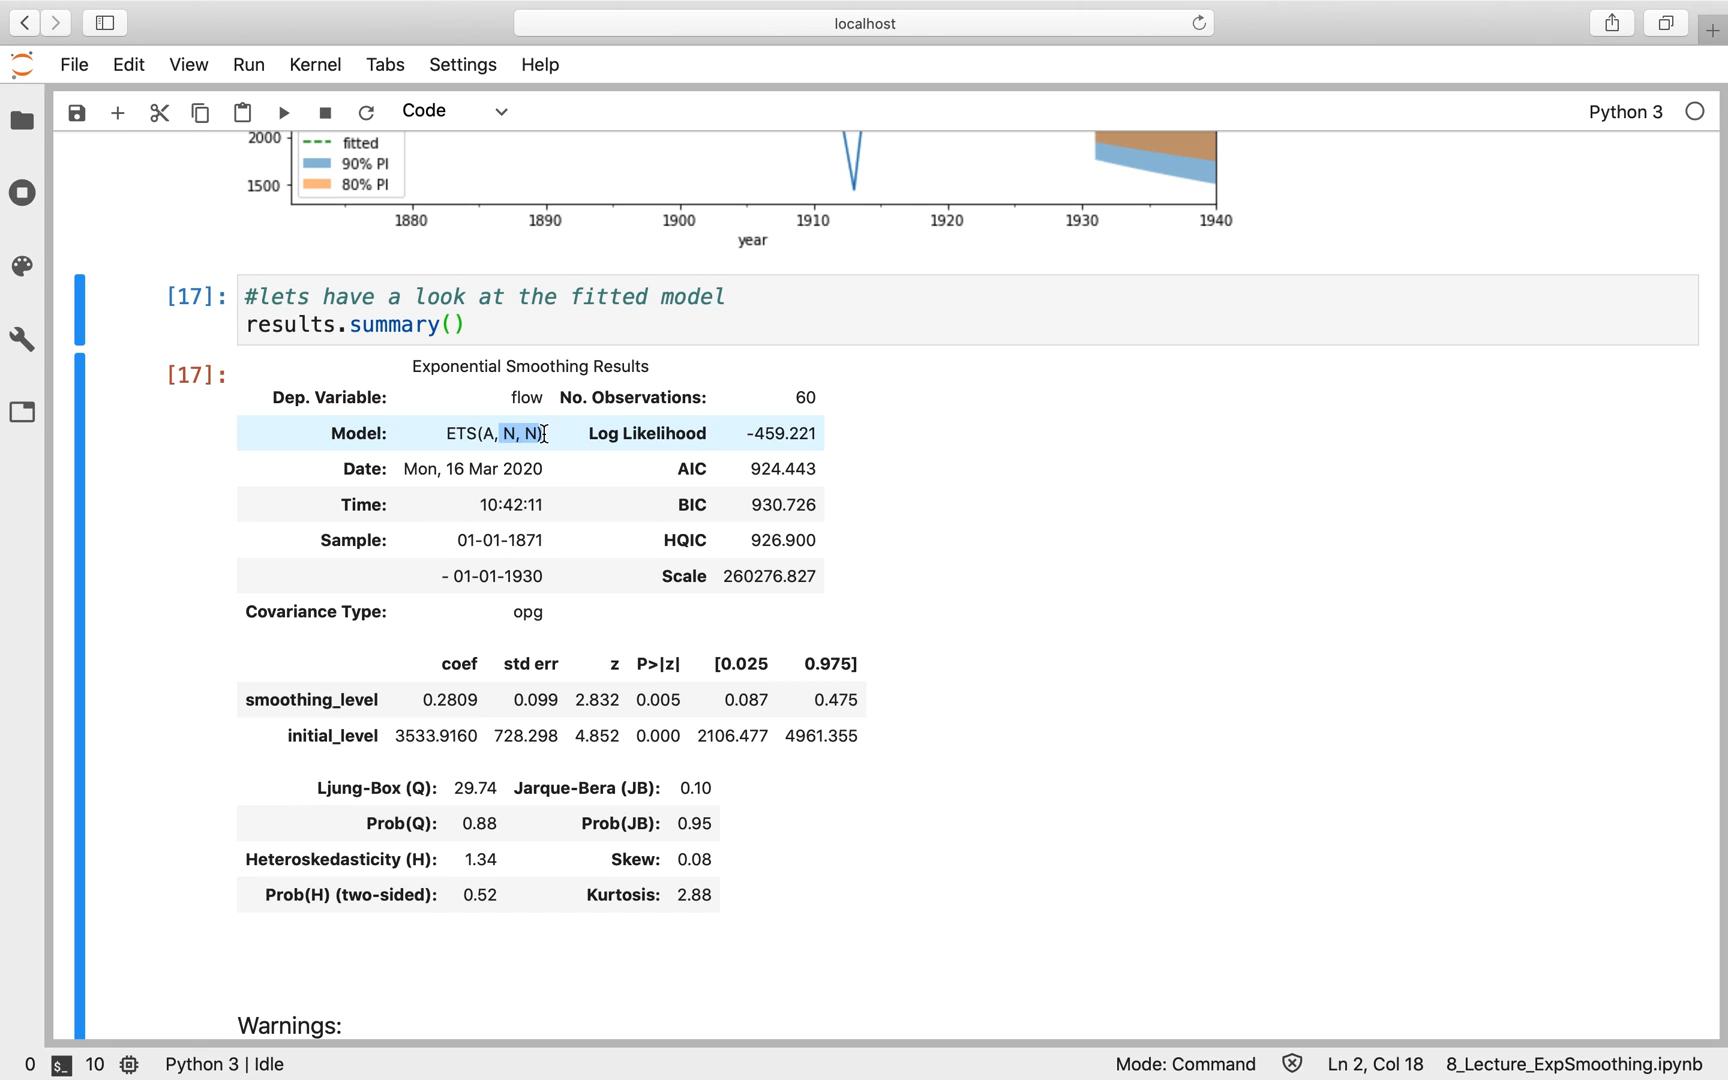 localhost
File Edit View Run Kernel Tabs Settings Help
Code Python 3
2000
1500
fitted
90% PI
80% PI
1880 1890 1900 1910 1920 1930 1940
year
[17]: #lets have a look at the fitted model
results.summary()
[17]: Exponential Smoothing Results
Dep. Variable: flow No. Observations: 60
Model: ETS(A, N, N) Log Likelihood -459.221
Date: Mon, 16 Mar 2020 AIC 924.443
Time: 10:42:11 BIC 930.726
Sample: 01-01-1871 HQIC 926.900
- 01-01-1930 Scale 260276.827
Covariance Type: opg
coef std err z P>|z| [0.025 0.975]
smoothing_level 0.2809 0.099 2.832 0.005 0.087 0.475
initial_level 3533.9160 728.298 4.852 0.000 2106.477 4961.355
Ljung-Box (Q): 29.74 Jarque-Bera (JB): 0.10
Prob(Q): 0.88 Prob(JB): 0.95
Heteroskedasticity (H): 1.34 Skew: 0.08
Prob(H) (two-sided): 0.52 Kurtosis: 2.88
Warnings:
0 $_ 10 Python 3 | Idle Mode: Command Ln 2, Col 18 8_Lecture_ExpSmoothing.ipynb